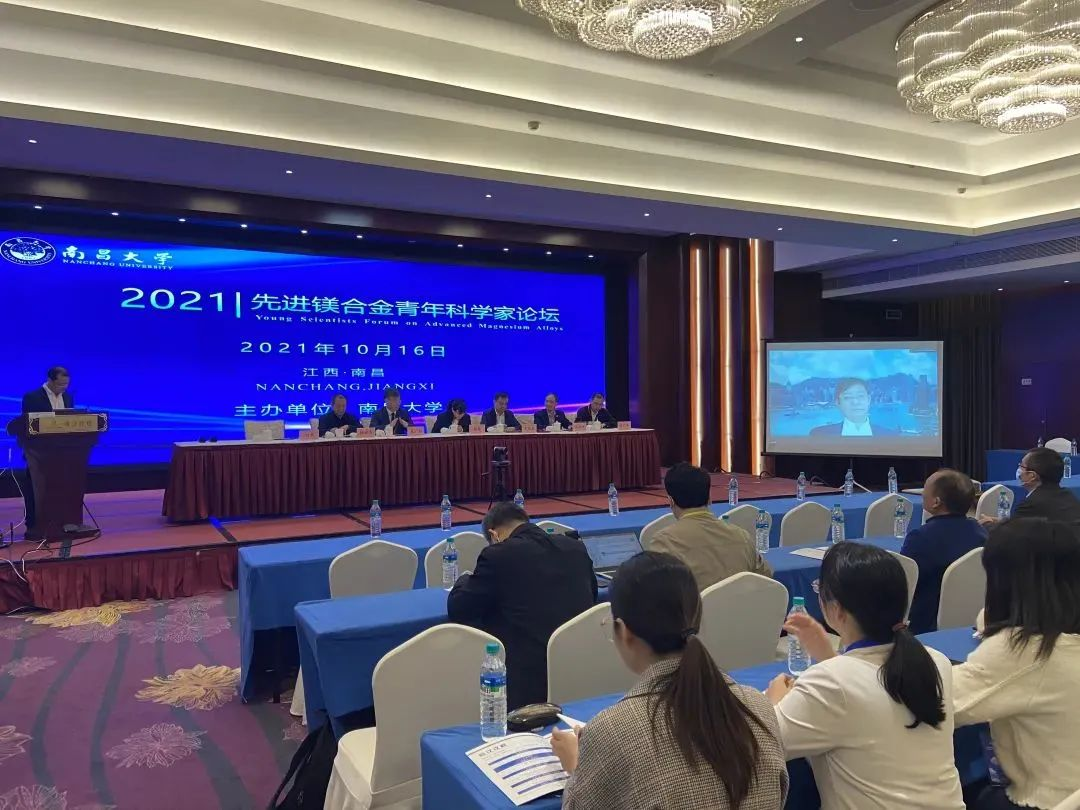 南昌大学
NANCHANG UNIVERSITY
2021|先进镁合金青年科学家论坛
Young Scientists Forum on Advanced Magnesium Alloys
2021年10月16日
江西·南昌
NANCHANG,JIANGXI
主办单位 南 大学